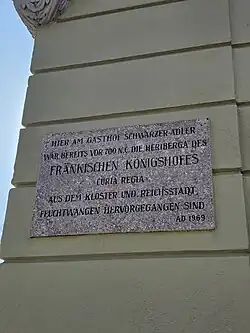 HIER AM GASTHOF SCHWARZER ADLER
WAR BEREITS VOR 700 N.C. DIE HERIBERGA DES
FRÄNKISCHEN KÖNIGSHOFES
CURIA REGIA
AUS DEM KLOSTER UND REICHSSTADT
FEUCHTWANGEN HERVORGEGANGEN SIND
AD 1969